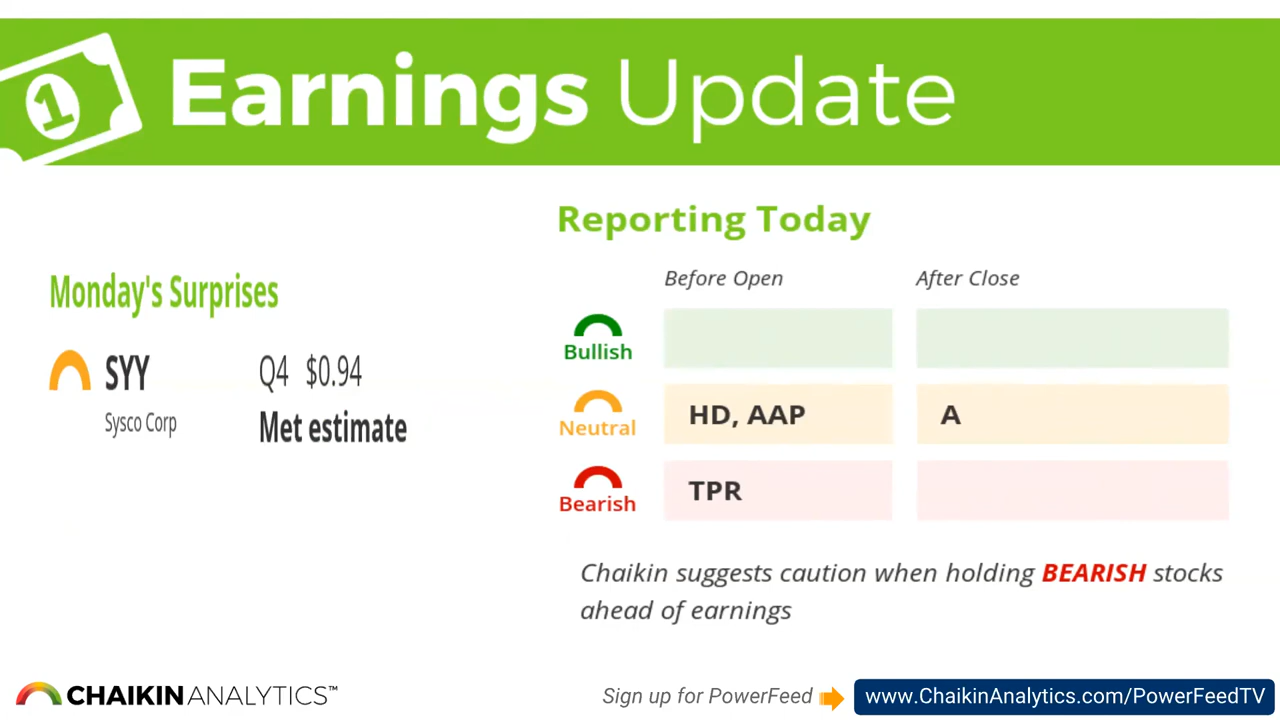 1
Earnings Update
Monday's Surprises
SYY Q4 $0.94
Sysco Corp Met estimate
Reporting Today
Before Open After Close
Bullish
Neutral HD, AAP A
Bearish TPR
Chaikin suggests caution when holding BEARISH stocks
ahead of earnings
CHAIKIN ANALYTICS™
Sign up for PowerFeed www.ChaikinAnalytics.com/PowerFeedTV